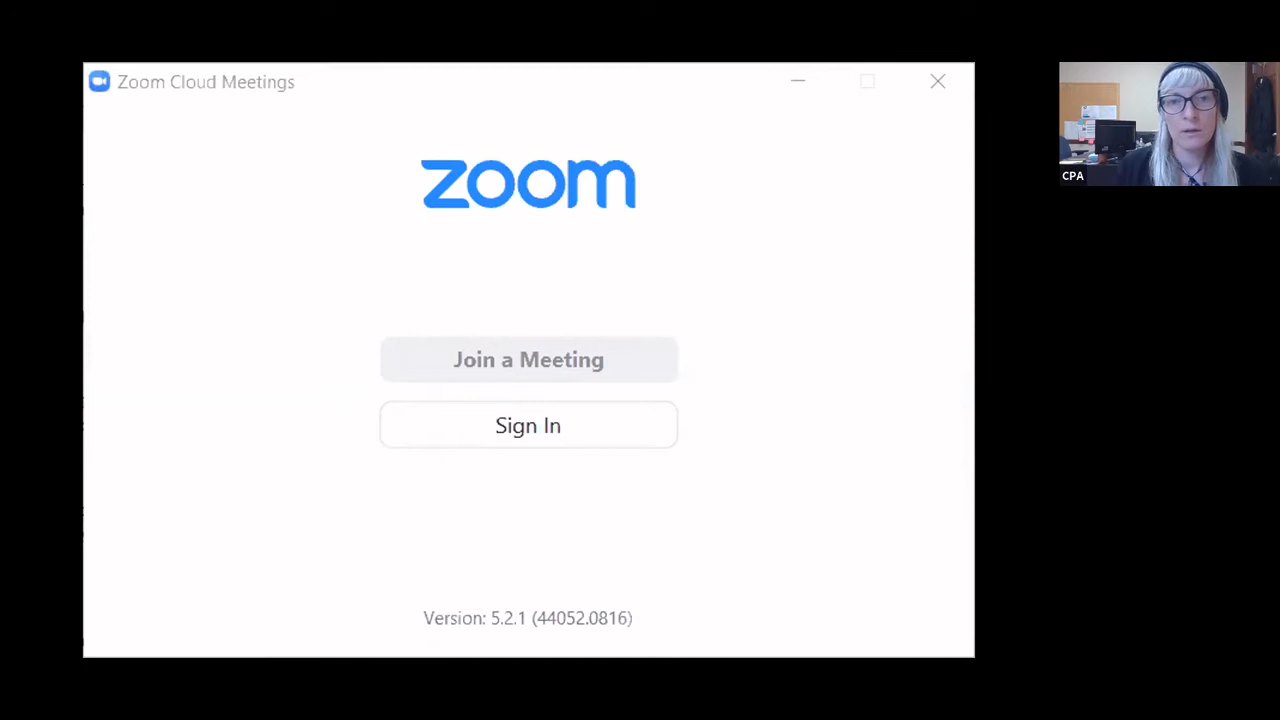 Zoom Cloud Meetings
zoom
Join a Meeting
Sign In
Version: 5.2.1 (44052.0816)
CPA